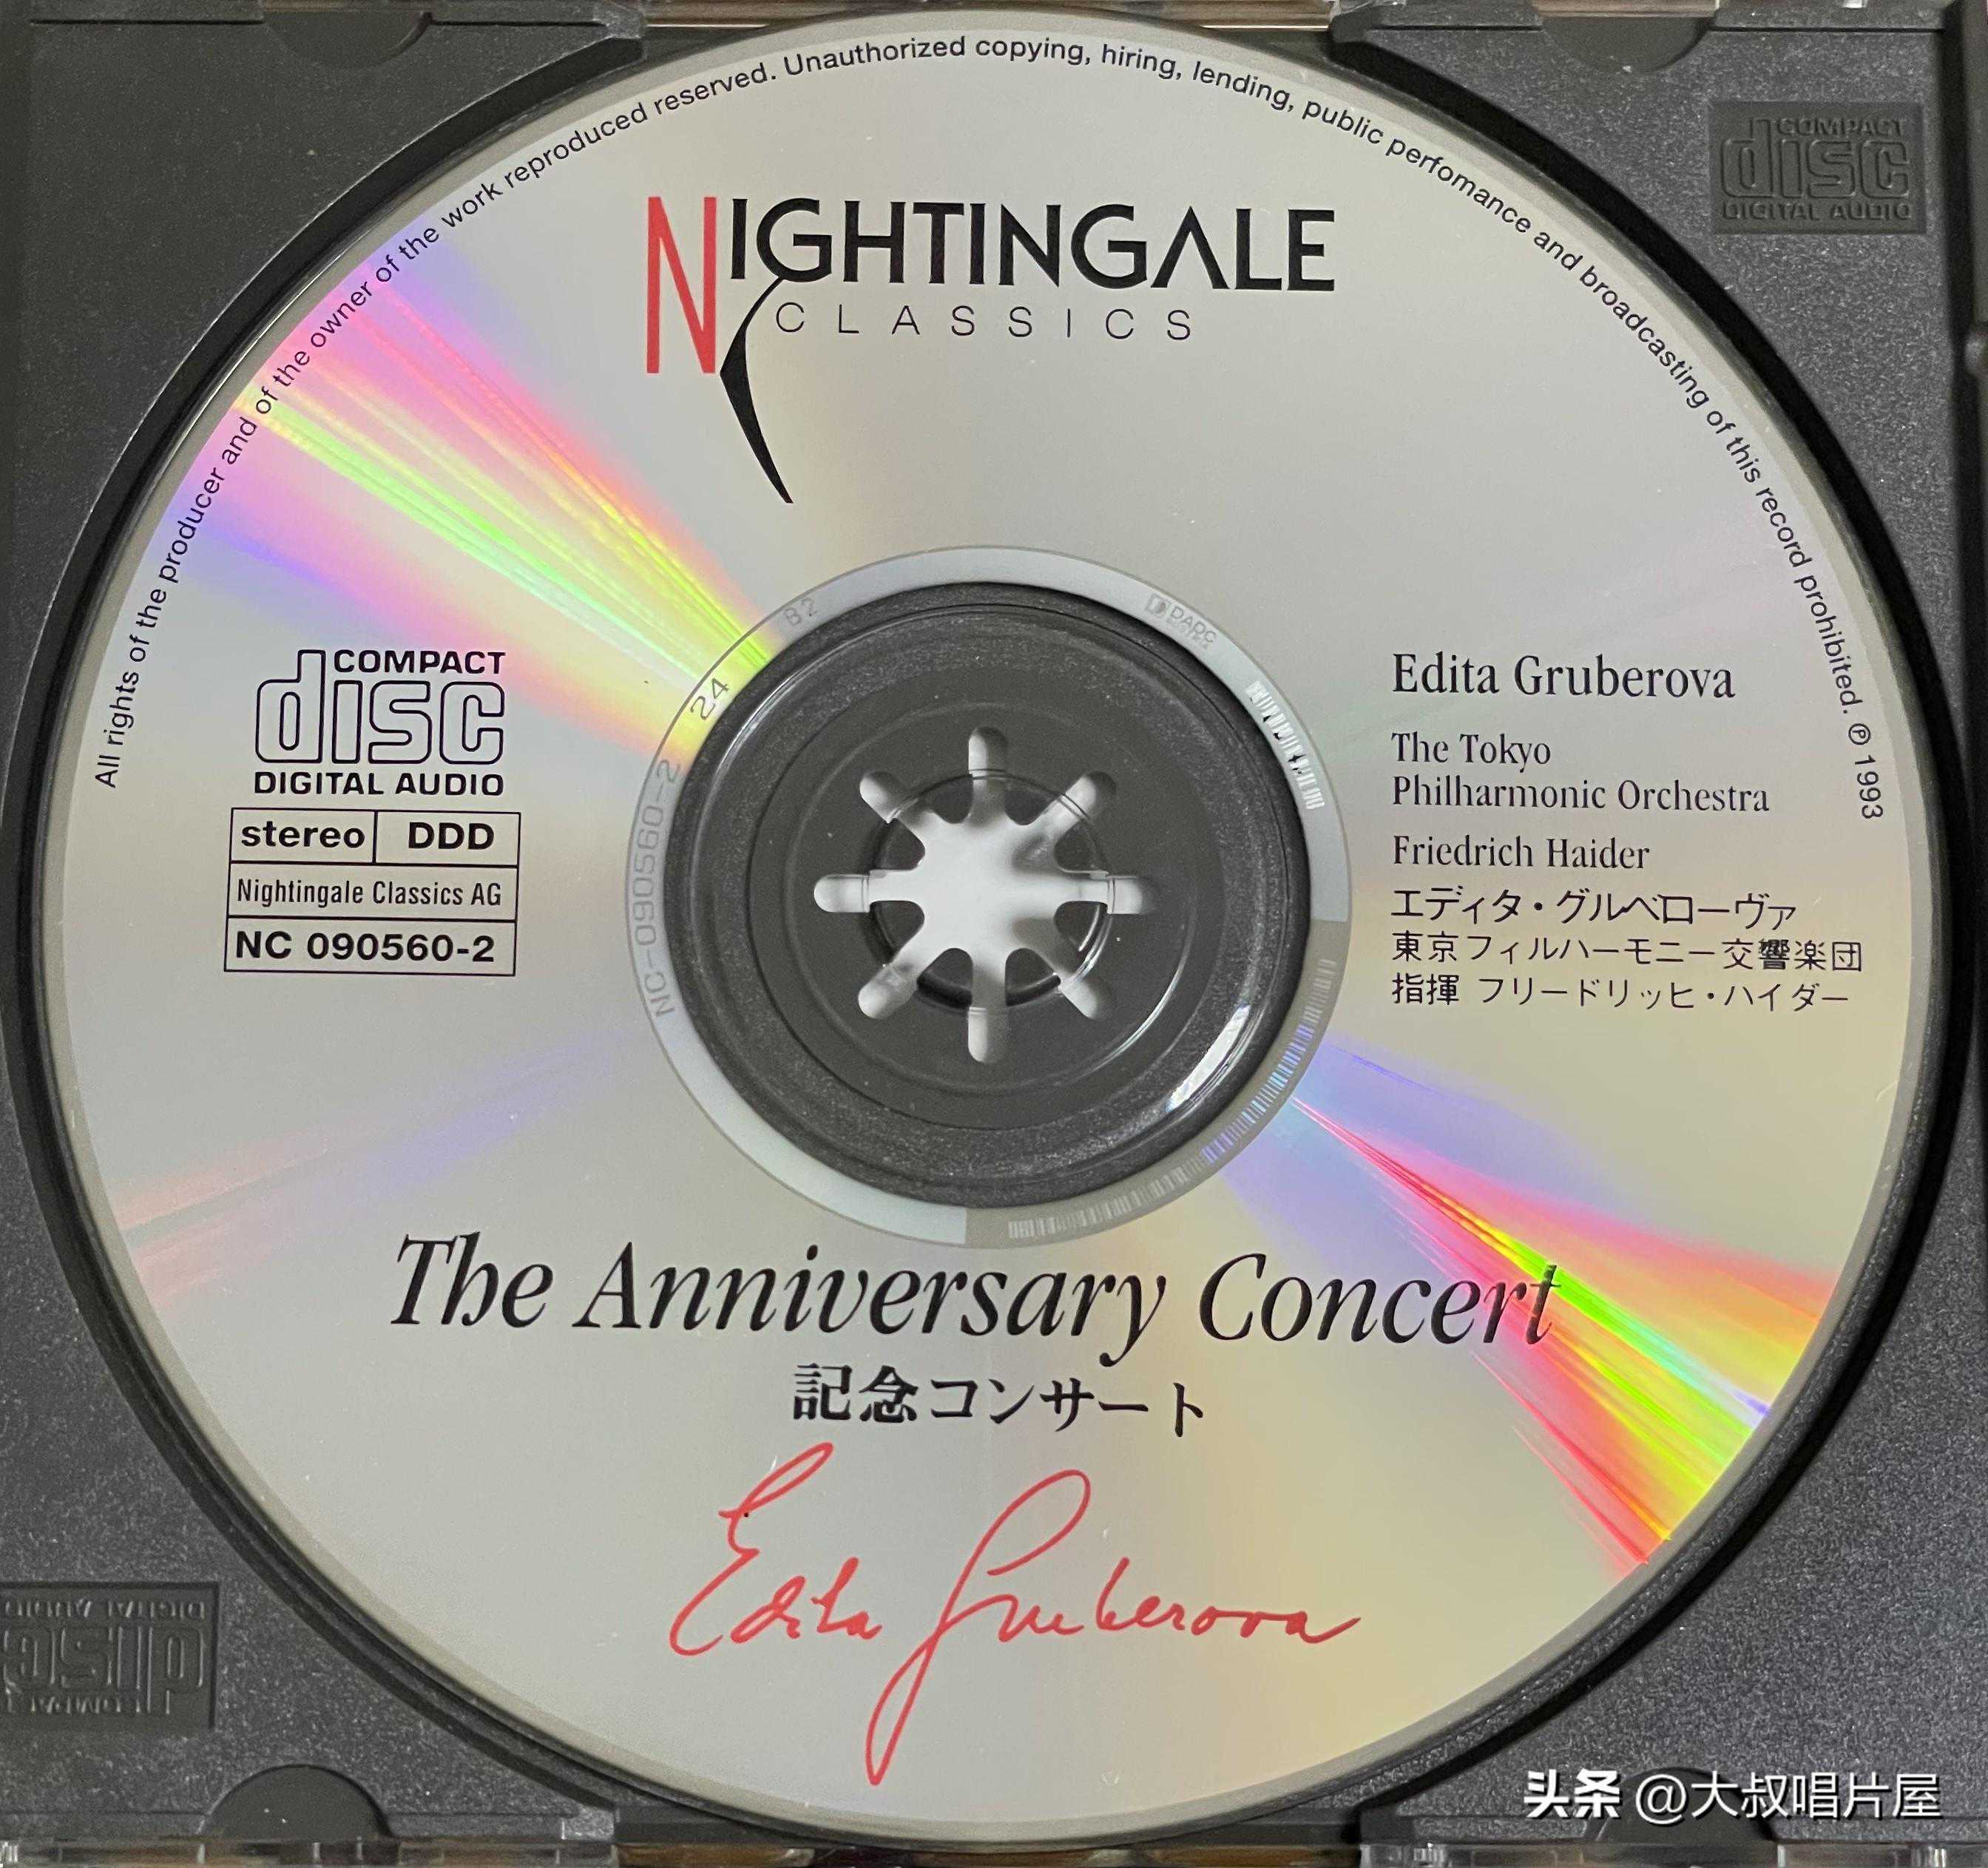 All rights of the producer and of the owner of the work reproduced reserved. Unauthorized copying, hiring, lending, public perfomance and broadcasting of this record prohibited. ℗ 1993
NIGHTINGALE
CLASSICS
COMPACT
disc
DIGITAL AUDIO
COMPACT
disc
DIGITAL AUDIO
stereo DDD
Nightingale Classics AG
NC 090560-2
NC-090560-2
24
B2
DADC
Edita Gruberova
The Tokyo
Philharmonic Orchestra
Friedrich Haider
エディタ・グルベローヴァ
東京フィルハーモニー交響楽団
指揮 フリードリッヒ・ハイダー
The Anniversary Concert
記念コンサート
Edita Gruberova
COMPACT
disc
DIGITAL AUDIO
头条 @大叔唱片屋